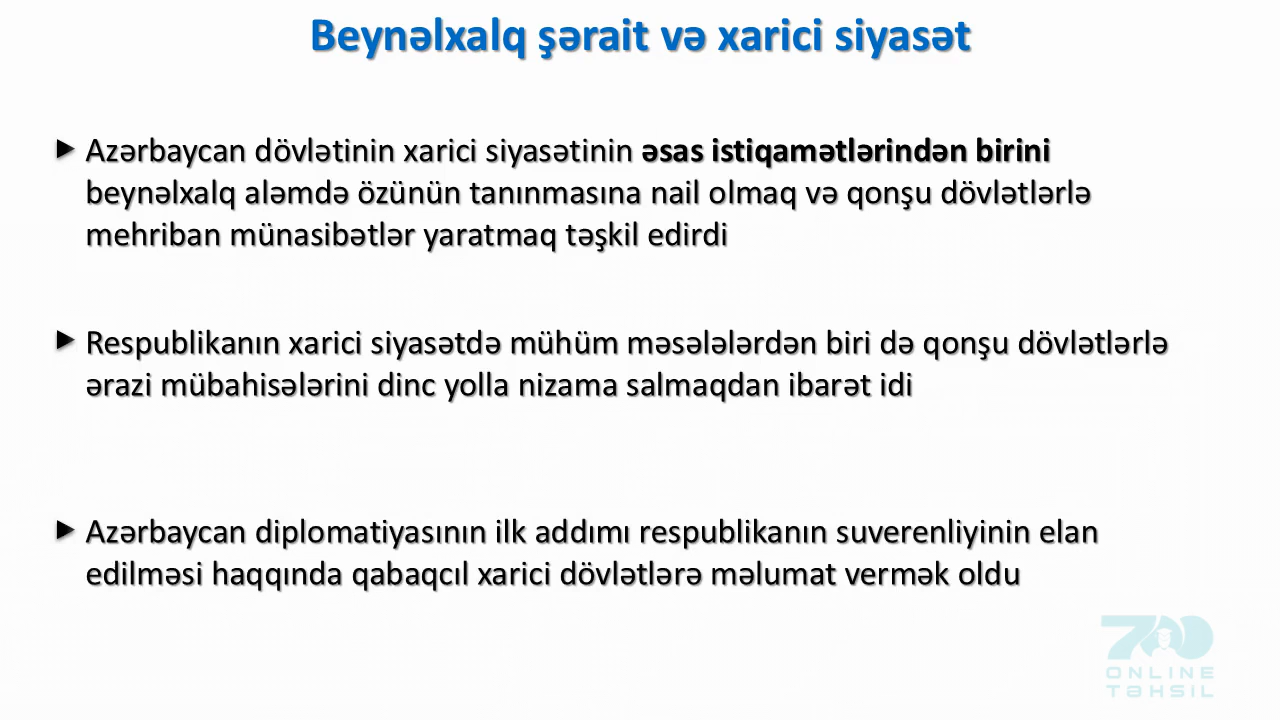 Beynəlxalq şərait və xarici siyasət
Azərbaycan dövlətinin xarici siyasətinin əsas istiqamətlərindən birini
beynəlxalq aləmdə özünün tanınmasına nail olmaq və qonşu dövlətlərlə
mehriban münasibətlər yaratmaq təşkil edirdi
Respublikanın xarici siyasətdə mühüm məsələlərdən biri də qonşu dövlətlərlə
ərazi mübahisələrini dinc yolla nizama salmaqdan ibarət idi
Azərbaycan diplomatiyasının ilk addımı respublikanın suverenliyinin elan
edilməsi haqqında qabaqcıl xarici dövlətlərə məlumat vermək oldu
700
ONLINE
TƏHSIL